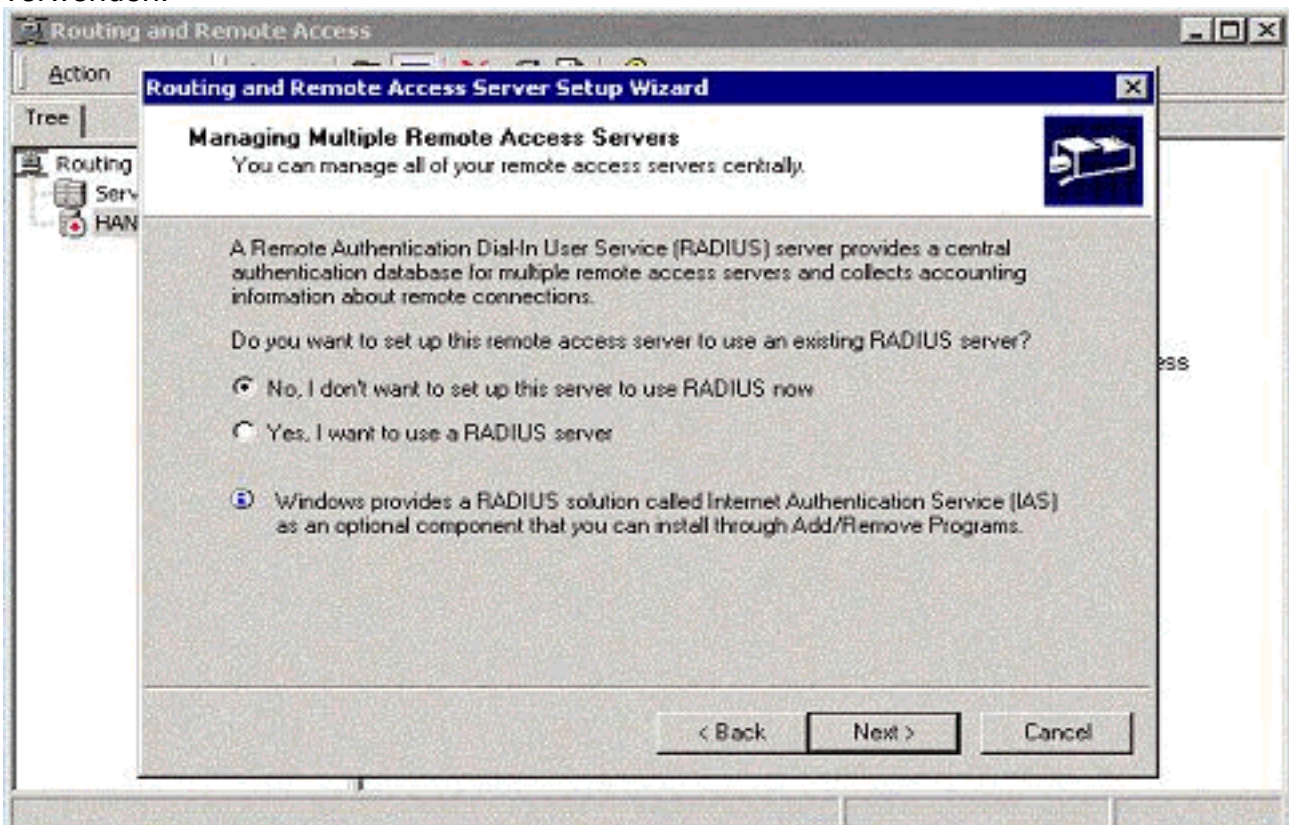 verwenden.
Routing and Remote Access
Action
Routing and Remote Access Server Setup Wizard
Tree
Managing Multiple Remote Access Servers
You can manage all of your remote access servers centrally.
Routing
Serv
HAN
A Remote Authentication Dial-In User Service (RADIUS) server provides a central
authentication database for multiple remote access servers and collects accounting
information about remote connections.
Do you want to set up this remote access server to use an existing RADIUS server?
ess
No, I don't want to set up this server to use RADIUS now
Yes, I want to use a RADIUS server
Windows provides a RADIUS solution called Internet Authentication Service (IAS)
as an optional component that you can install through Add/Remove Programs.
< Back Next > Cancel